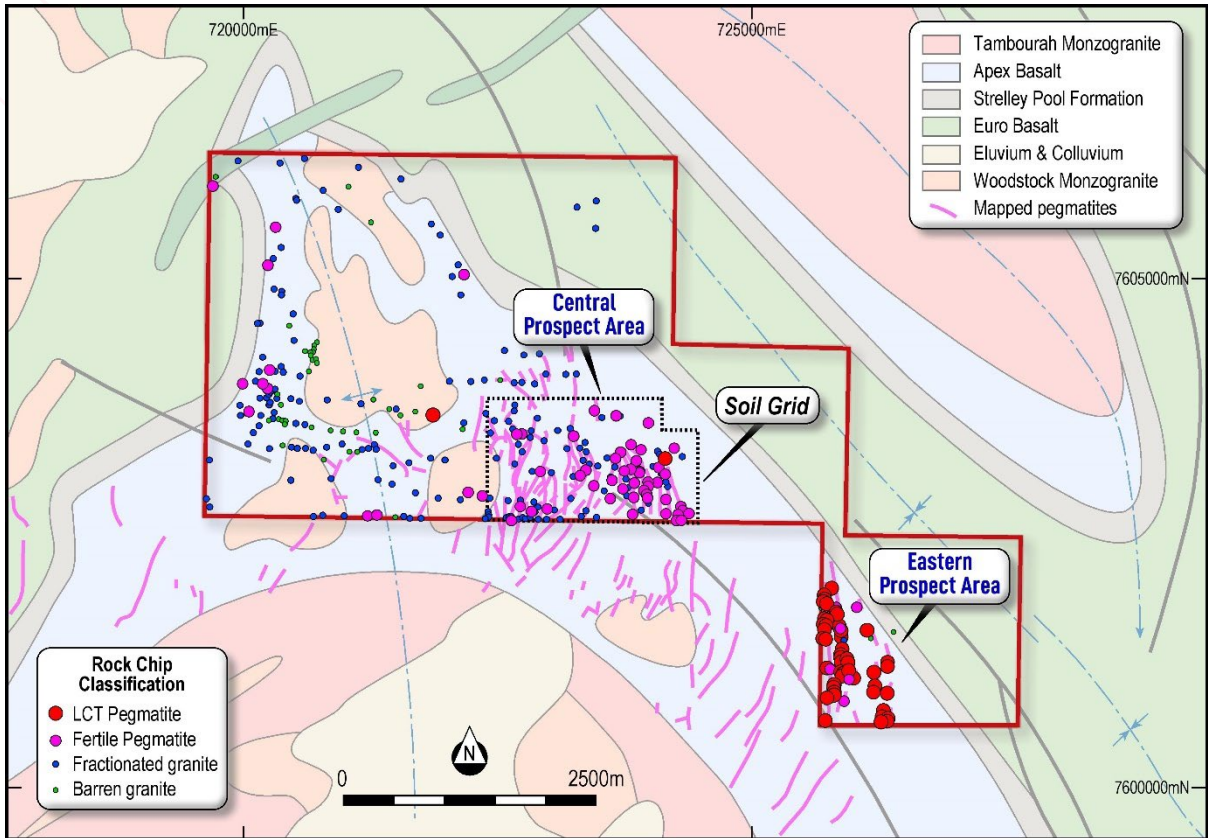 720000mE
725000mE
Tambourah Monzogranite
Apex Basalt
Strelley Pool Formation
Euro Basalt
Eluvium & Colluvium
Woodstock Monzogranite
Mapped pegmatites
7605000mN
Central
Prospect Area
Soil Grid
Eastern
Prospect Area
Rock Chip
Classification
LCT Pegmatite
Fertile Pegmatite
Fractionated granite
Barren granite
N
0
2500m
7600000mN